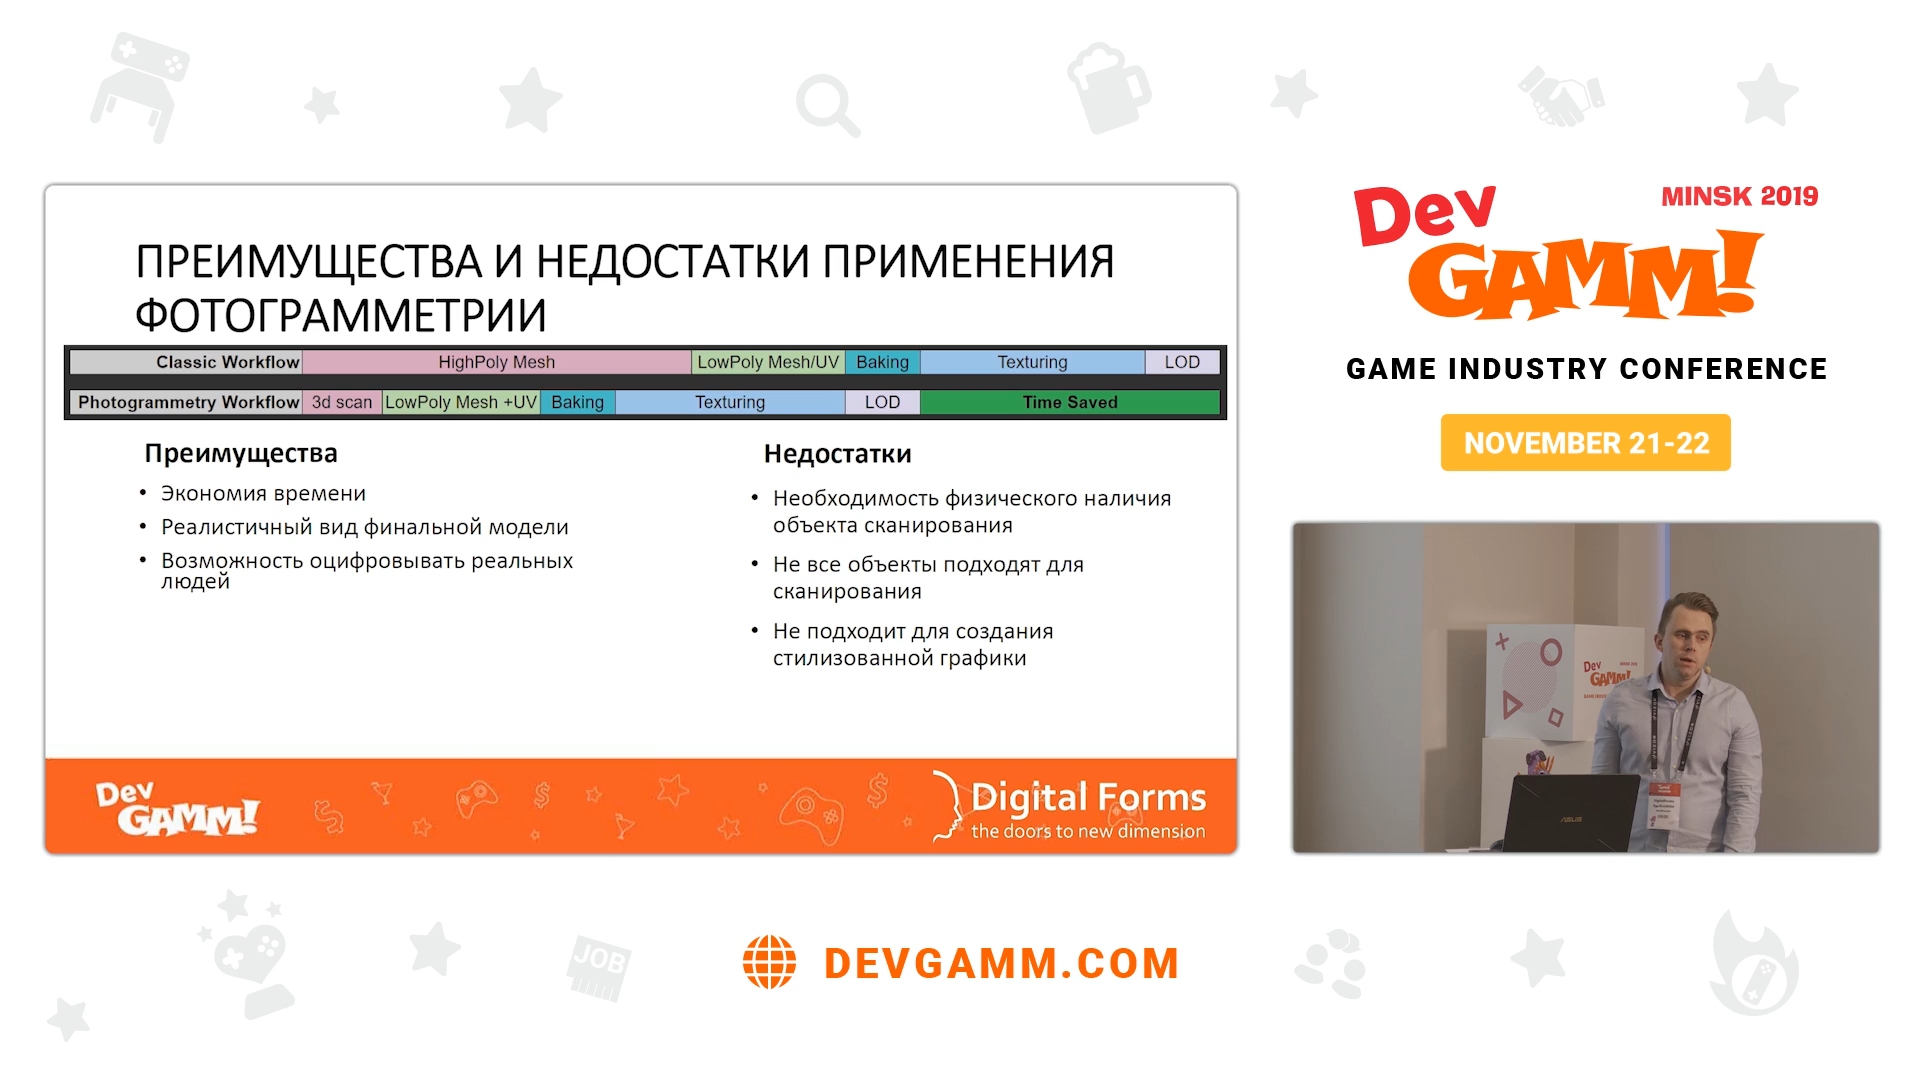 ПРЕИМУЩЕСТВА И НЕДОСТАТКИ ПРИМЕНЕНИЯ
ФОТОГРАММЕТРИИ
Classic Workflow HighPoly Mesh LowPoly Mesh/UV Baking Texturing LOD
Photogrammetry Workflow 3d scan LowPoly Mesh +UV Baking Texturing LOD Time Saved
Преимущества
• Экономия времени
• Реалистичный вид финальной модели
• Возможность оцифровывать реальных
людей
Недостатки
• Необходимость физического наличия
объекта сканирования
• Не все объекты подходят для
сканирования
• Не подходит для создания
стилизованной графики
Dev
GAMM!
Digital Forms
the doors to new dimension
Dev
MINSK 2019
GAMM!
GAME INDUSTRY CONFERENCE
NOVEMBER 21-22
Dev
GAMM!
ASUS
JOB
DEVGAMM.COM